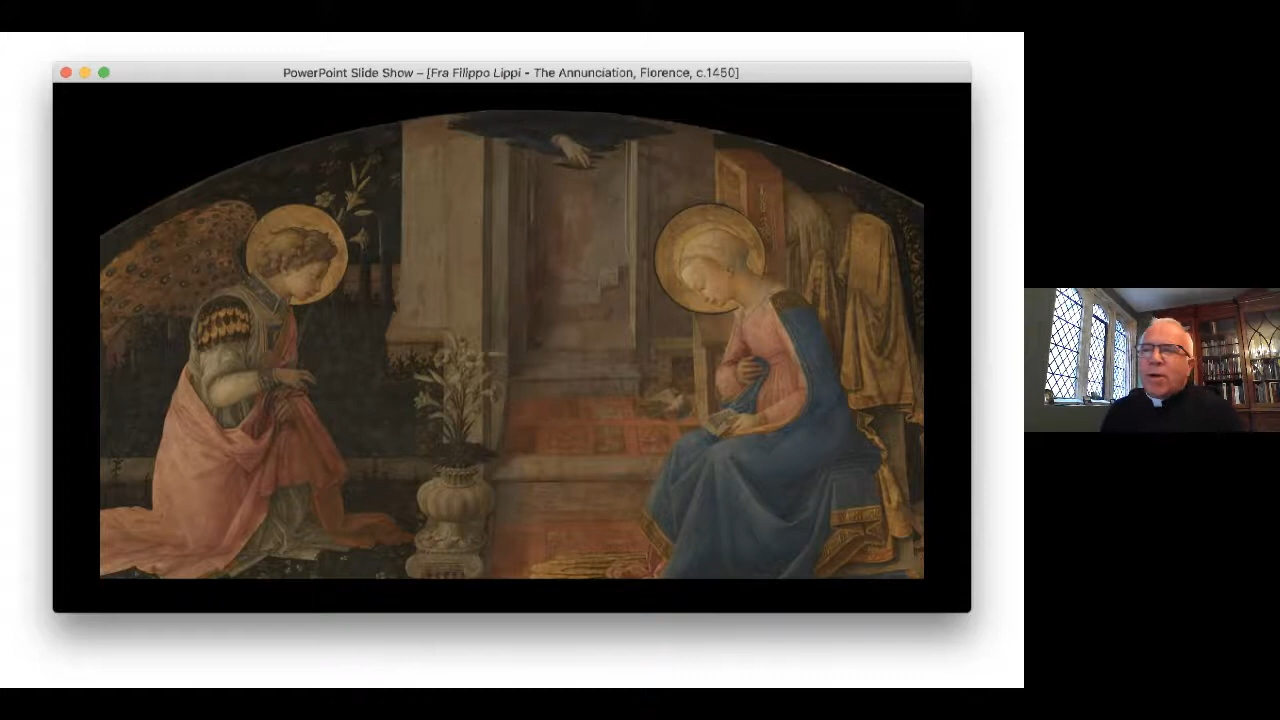 PowerPoint Slide Show – [Fra Filippo Lippi - The Annunciation, Florence, c.1450]